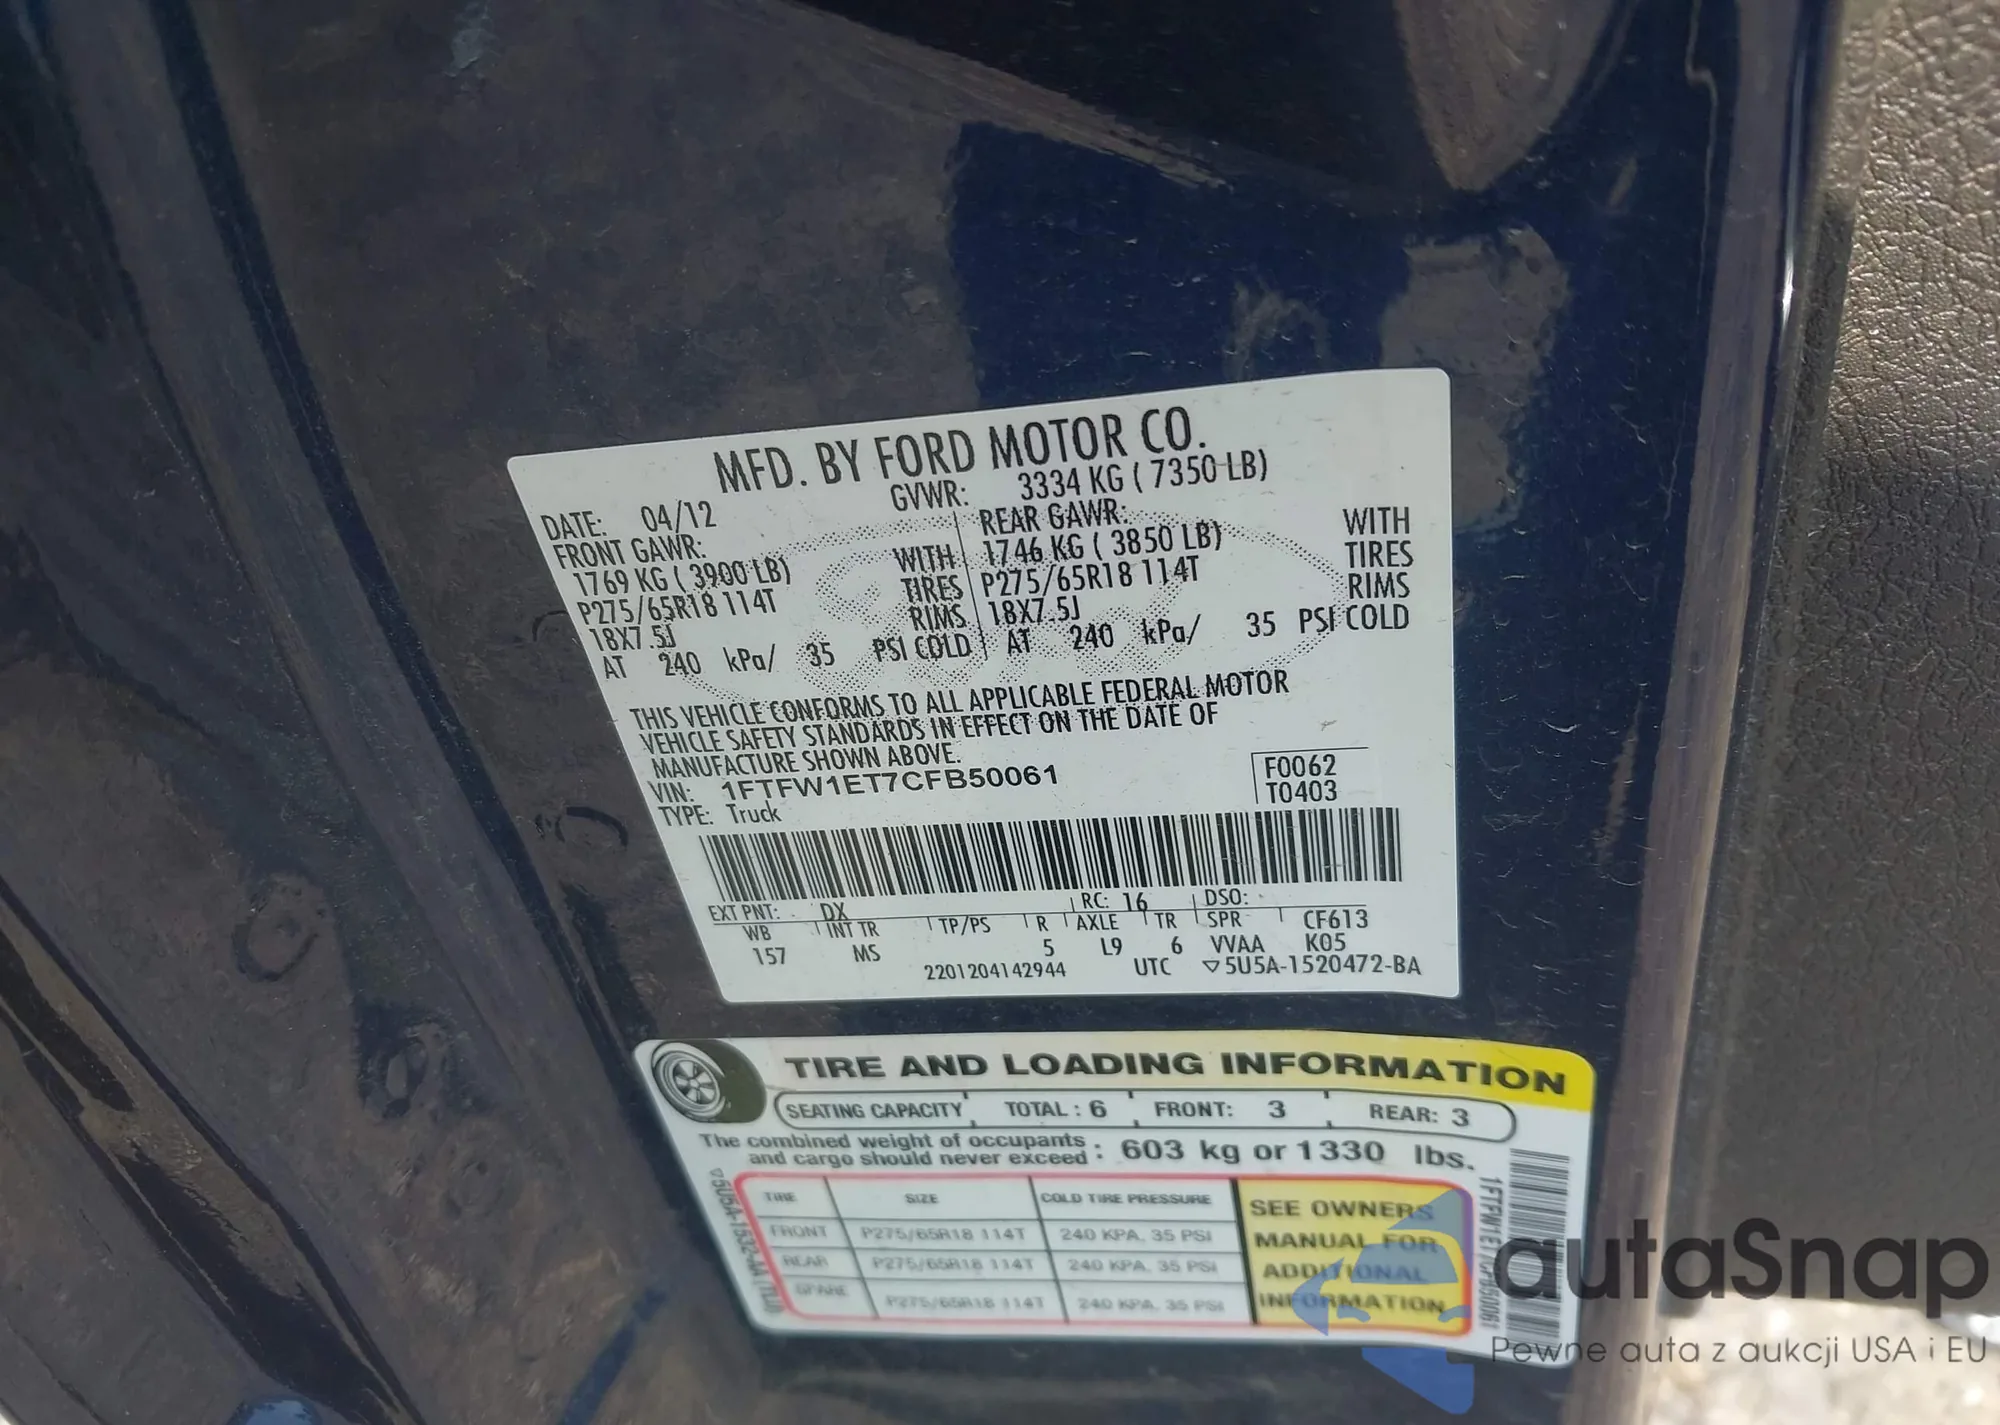 MFD. BY FORD MOTOR CO.
DATE: 04/12 GVWR: 3334 KG ( 7350 LB)
FRONT GAWR: REAR GAWR:
1769 KG ( 3900 LB) WITH 1746 KG ( 3850 LB) WITH
P275/65R18 114T TIRES P275/65R18 114T TIRES
18X7.5J RIMS 18X7.5J RIMS
AT 240 kPa/ 35 PSI COLD AT 240 kPa/ 35 PSI COLD
THIS VEHICLE CONFORMS TO ALL APPLICABLE FEDERAL MOTOR
VEHICLE SAFETY STANDARDS IN EFFECT ON THE DATE OF
MANUFACTURE SHOWN ABOVE.
VIN: 1FTFW1ET7CFB50061 F0062
TYPE: Truck T0403
EXT PNT: DX RC: 16 DSO:
WB INT TR TP/PS R AXLE TR SPR CF613
157 MS 5 L9 6 VVAA K05
2201204142944 UTC ▽5U5A-1520472-BA
TIRE AND LOADING INFORMATION
SEATING CAPACITY TOTAL : 6 FRONT: 3 REAR: 3
The combined weight of occupants
and cargo should never exceed : 603 kg or 1330 lbs.
TIRE SIZE COLD TIRE PRESSURE
FRONT P275/65R18 114T 240 KPA, 35 PSI
REAR P275/65R18 114T 240 KPA, 35 PSI
SPARE P275/65R18 114T 240 KPA, 35 PSI
SEE OWNERS
MANUAL FOR
ADDITIONAL
INFORMATION
autaSnap
Pewne auta z aukcji USA i EU